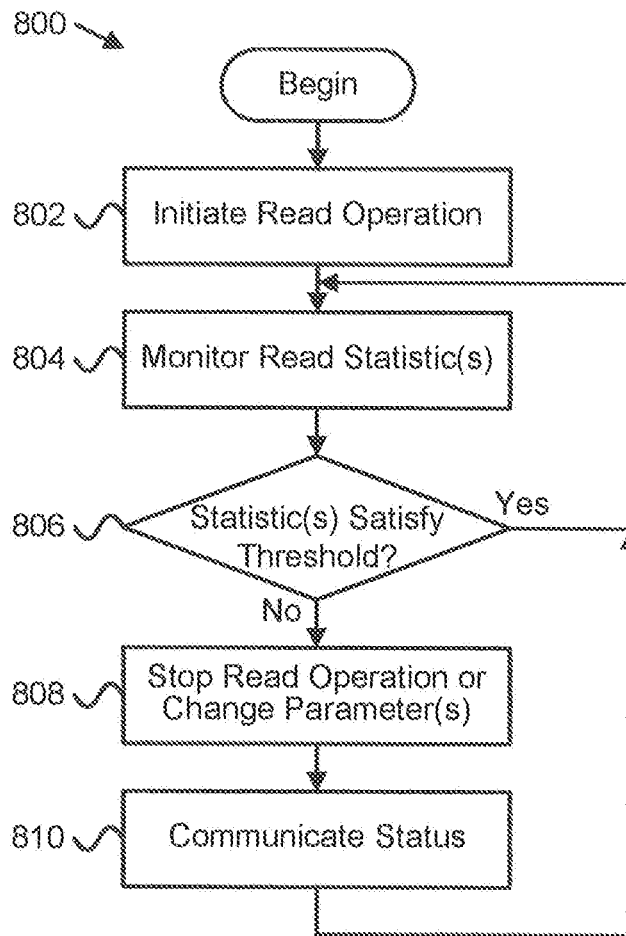 800
Begin
802
Initiate Read Operation
804
Monitor Read Statistic(s)
806
Statistic(s) Satisfy
Threshold?
Yes
No
808
Stop Read Operation or
Change Parameter(s)
810
Communicate Status